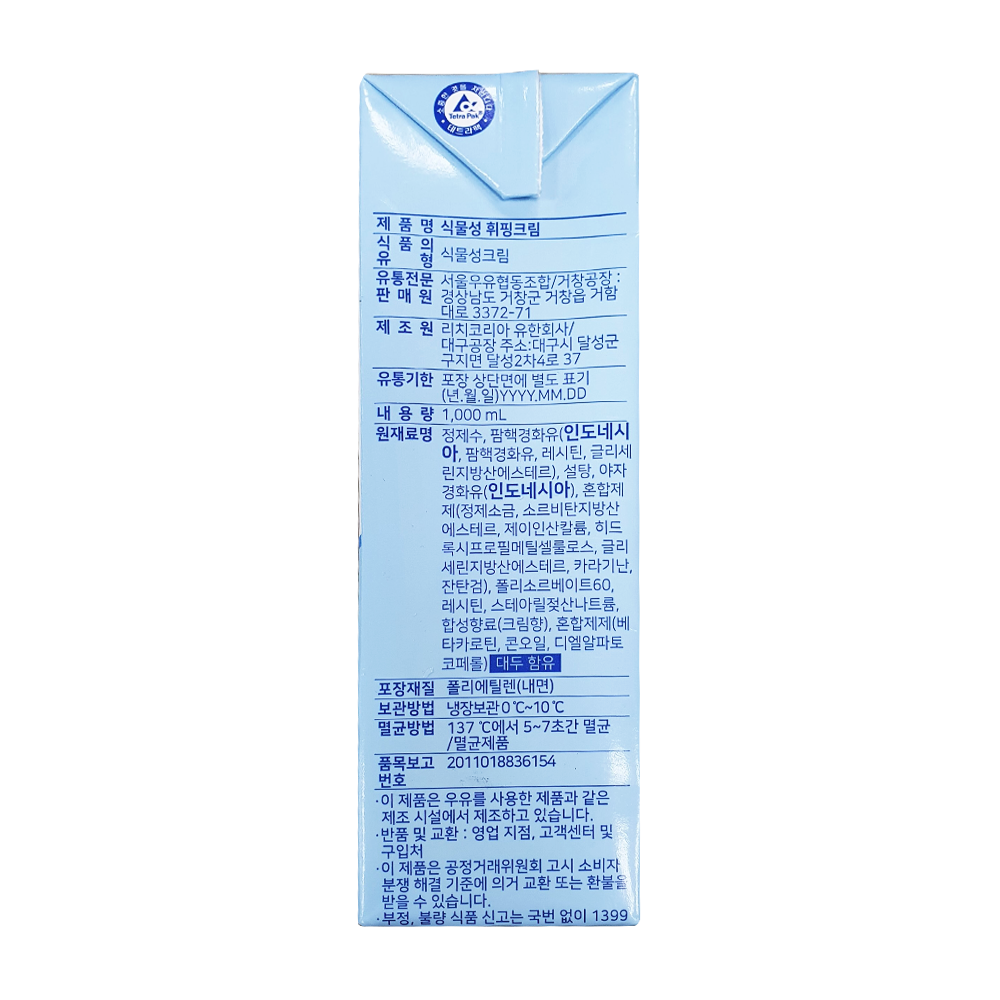 소중한 것을 지킵니다
Tetra Pak®
테트라팩
제 품 명 식물성 휘핑크림
식 품 의
유 형 식물성크림
유통전문 서울우유협동조합/거창공장 :
판 매 원 경상남도 거창군 거창읍 거함
대로 3372-71
제 조 원 리치코리아 유한회사/
대구공장 주소:대구시 달성군
구지면 달성2차4로 37
유통기한 포장 상단면에 별도 표기
(년.월.일)YYYY.MM.DD
내 용 량 1,000 mL
원재료명 정제수, 팜핵경화유(인도네시
아, 팜핵경화유, 레시틴, 글리세
린지방산에스테르), 설탕, 야자
경화유(인도네시아), 혼합제
제(정제소금, 소르비탄지방산
에스테르, 제이인산칼륨, 히드
록시프로필메틸셀룰로스, 글리
세린지방산에스테르, 카라기난,
잔탄검), 폴리소르베이트60,
레시틴, 스테아릴젖산나트륨,
합성향료(크림향), 혼합제제(베
타카로틴, 콘오일, 디엘알파토
코페롤) 대두 함유
포장재질 폴리에틸렌(내면)
보관방법 냉장보관 0℃~10℃
멸균방법 137 ℃에서 5~7초간 멸균
/멸균제품
품목보고 2011018836154
번호
·이 제품은 우유를 사용한 제품과 같은
제조 시설에서 제조하고 있습니다.
·반품 및 교환 : 영업 지점, 고객센터 및
구입처
·이 제품은 공정거래위원회 고시 소비자
분쟁 해결 기준에 의거 교환 또는 환불을
받을 수 있습니다.
·부정, 불량 식품 신고는 국번 없이 1399